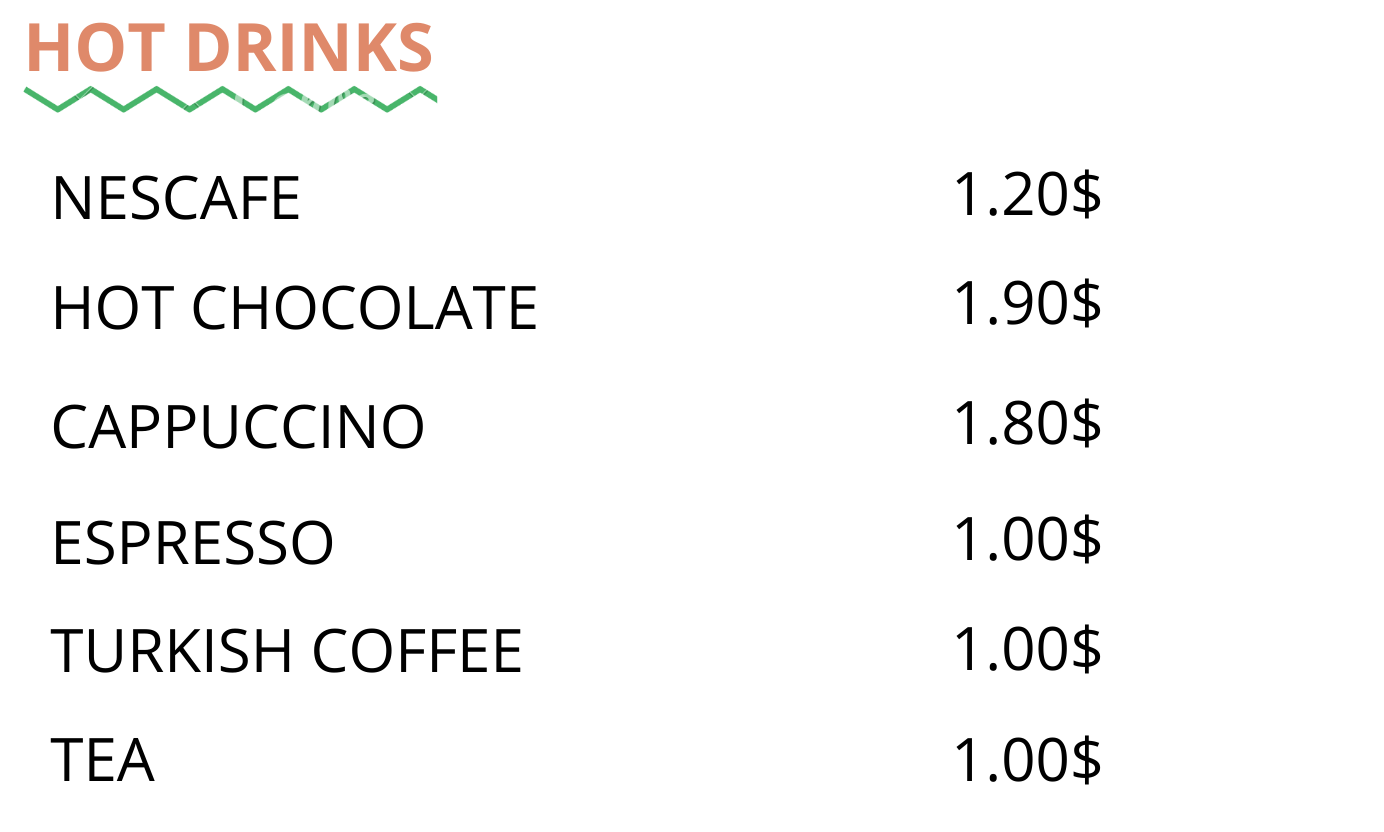 HOT DRINKS
NESCAFE 1.20$
HOT CHOCOLATE 1.90$
CAPPUCCINO 1.80$
ESPRESSO 1.00$
TURKISH COFFEE 1.00$
TEA 1.00$